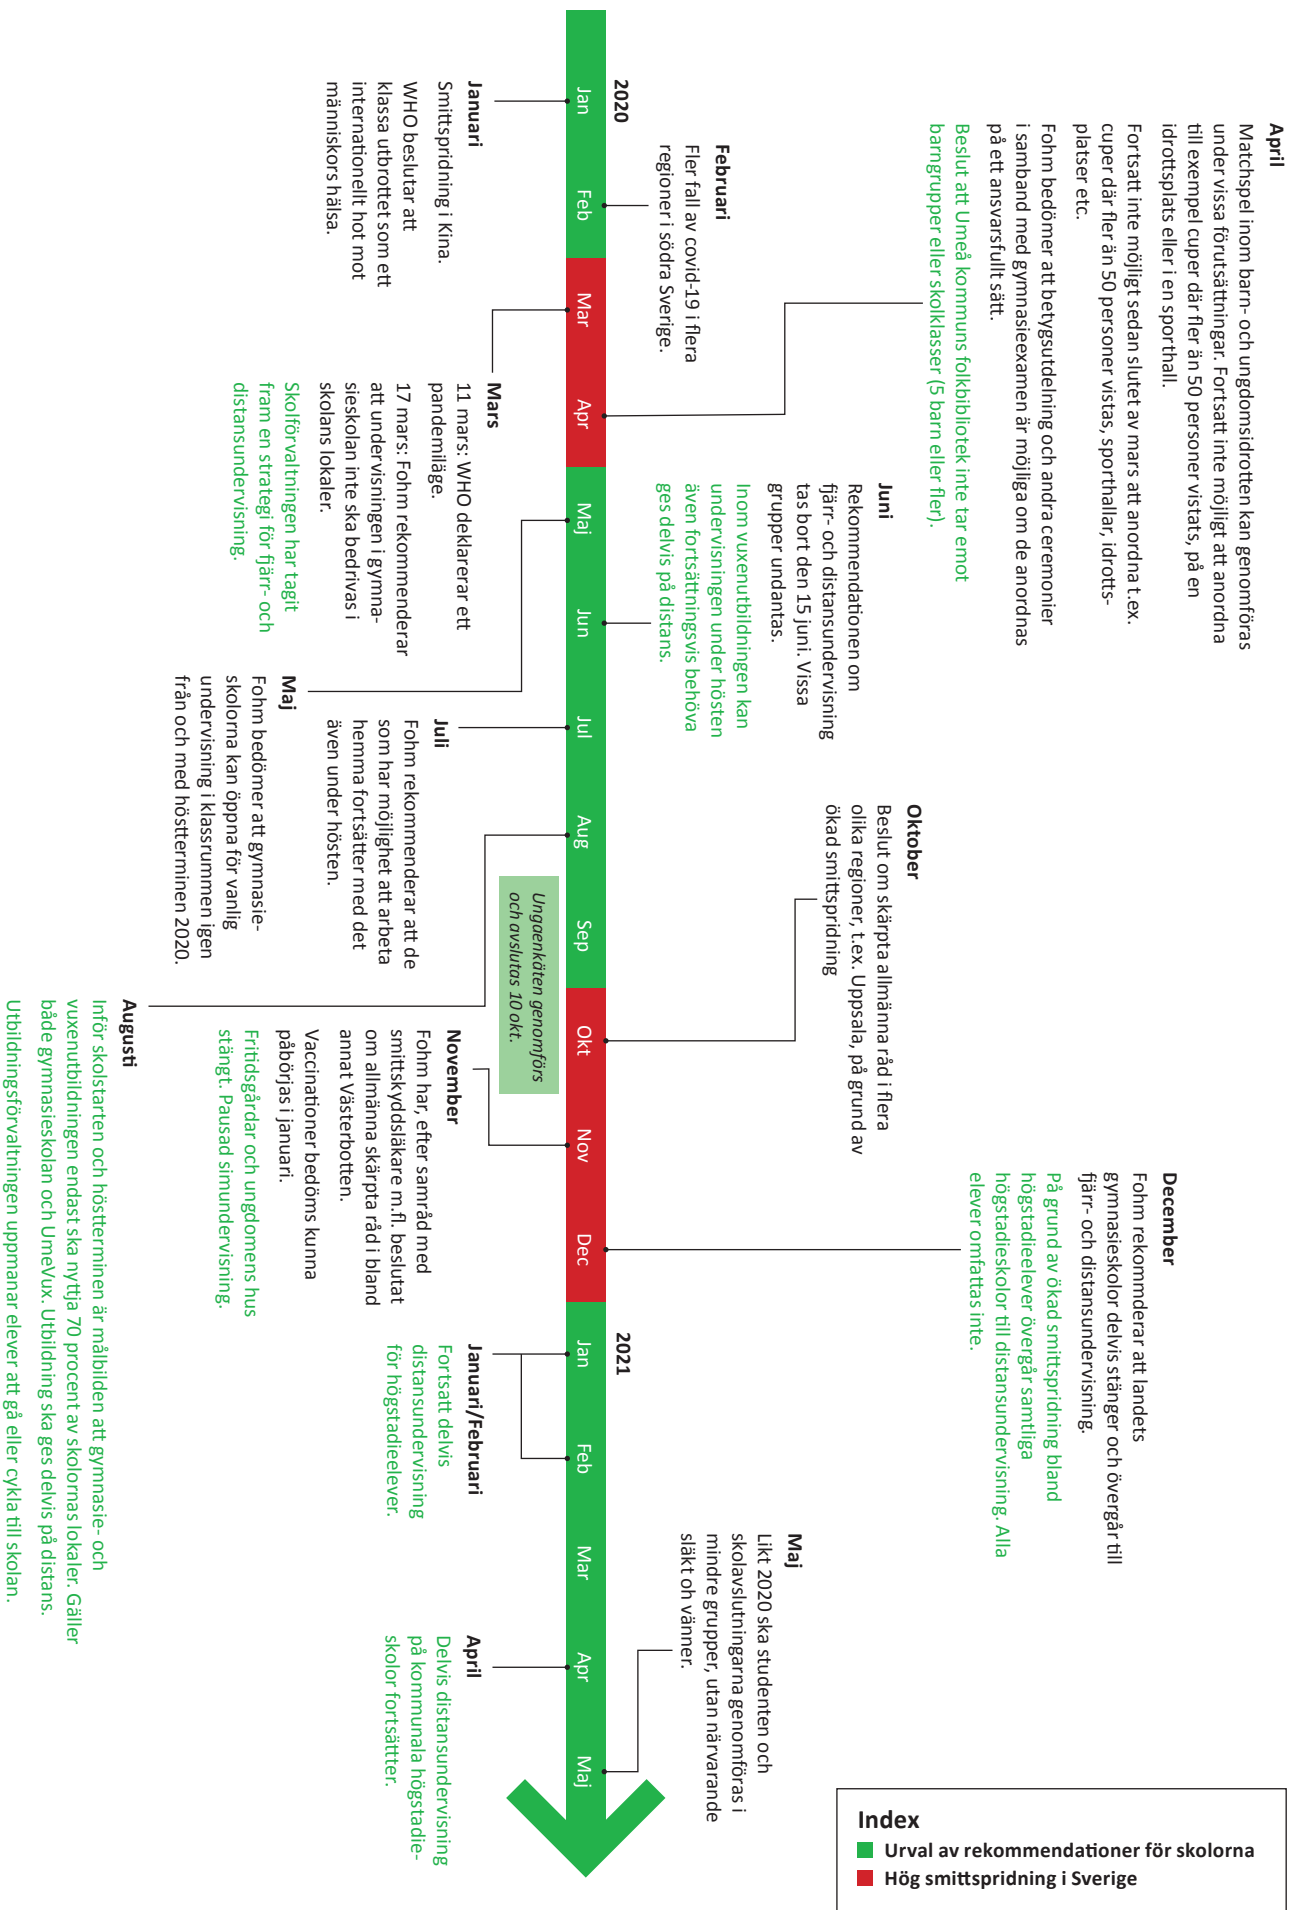 April
Matchspel inom barn- och ungdomsidrotten kan genomföras
under vissa förutsättningar. Fortsatt inte möjligt att anordna
till exempel cuper där fler än 50 personer vistats, på en
idrottsplats eller i en sporthall.
Fortsatt inte möjligt sedan slutet av mars att anordna t.ex.
cuper där fler än 50 personer vistas, sporthallar, idrotts-
platser etc.
Fohm bedömer att betygsutdelning och andra ceremonier
i samband med gymnasieexamen är möjliga om de anordnas
på ett ansvarsfullt sätt.
Beslut att Umeå kommuns folkbibliotek inte tar emot
barngrupper eller skolklasser (5 barn eller fler).
Februari
Fler fall av covid-19 i flera
regioner i södra Sverige.
Juni
Rekommendationen om
fjärr- och distansundervisning
tas bort den 15 juni. Vissa
grupper undantas.
Inom vuxenutbildningen kan
undervisningen under hösten
även fortsättningsvis behöva
ges delvis på distans.
Oktober
Beslut om skärpta allmänna råd i flera
olika regioner, t.ex. Uppsala, på grund av
ökad smittspridning
December
Fohm rekommderar att landets
gymnasieskolor delvis stänger och övergår till
fjärr- och distansundervisning.
På grund av ökad smittspridning bland
högstadieelever övergår samtliga
högstadieskolor till distansundervisning. Alla
elever omfattas inte.
Maj
Likt 2020 ska studenten och
skolavslutningarna genomföras i
mindre grupper, utan närvarande
släkt oh vänner.
2020
2021
Jan
Feb
Mar
Apr
Maj
Jun
Jul
Aug
Sep
Okt
Nov
Dec
Jan
Feb
Mar
Apr
Maj
Ungaenkäten genomförs
och avslutas 10 okt.
Januari
Smittspridning i Kina.
WHO beslutar att
klassa utbrottet som ett
internationellt hot mot
människors hälsa.
Mars
11 mars: WHO deklarerar ett
pandemiläge.
17 mars: Fohm rekommenderar
att undervisningen i gymna-
sieskolan inte ska bedrivas i
skolans lokaler.
Skolförvaltningen har tagit
fram en strategi för fjärr- och
distansundervisning.
Maj
Fohm bedömer att gymnasie-
skolorna kan öppna för vanlig
undervisning i klassrummen igen
från och med höstterminen 2020.
Juli
Fohm rekommenderar att de
som har möjlighet att arbeta
hemma fortsätter med det
även under hösten.
Augusti
Inför skolstarten och höstterminen är målbilden att gymnasie- och
vuxenutbildningen endast ska nyttja 70 procent av skolornas lokaler. Gäller
både gymnasieskolan och UmeVux. Utbildning ska ges delvis på distans.
Utbildningsförvaltningen uppmanar elever att gå eller cykla till skolan.
November
Fohm har, efter samråd med
smittskyddsläkare m.fl. beslutat
om allmänna skärpta råd i bland
annat Västerbotten.
Vaccinationer bedöms kunna
påbörjas i januari.
Fritidsgårdar och ungdomens hus
stängt. Pausad simundervisning.
Januari/Februari
Fortsatt delvis
distansundervisning
för högstadieelever.
April
Delvis distansundervisning
på kommunala högstadie-
skolor fortsättter.
Index
Urval av rekommendationer för skolorna
Hög smittspridning i Sverige